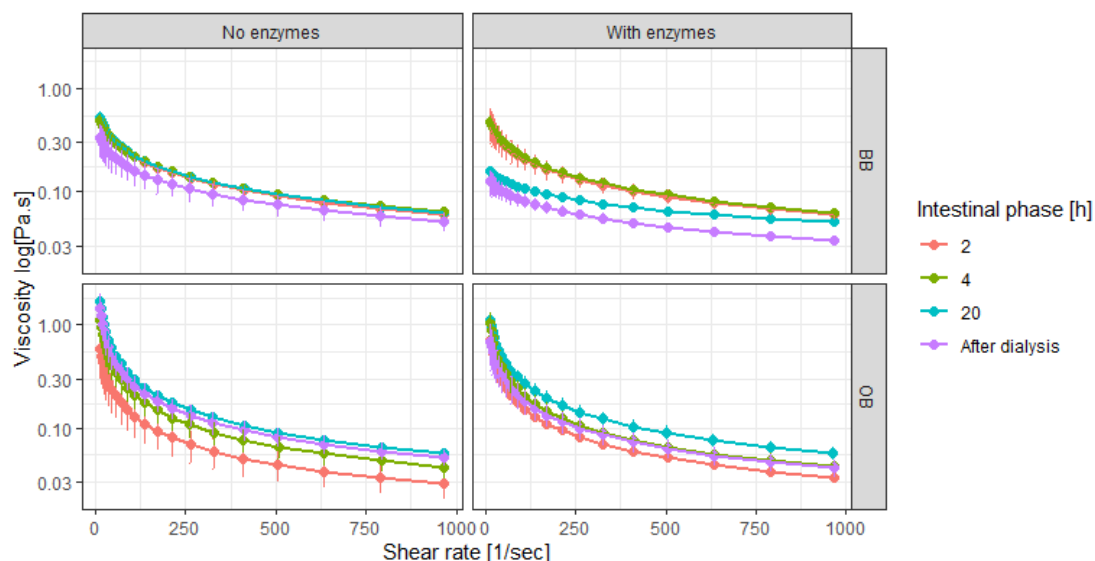 No enzymes
With enzymes
Viscosity log[Pa.s]
1.00
0.30
0.10
0.03
BB
1.00
0.30
0.10
0.03
OB
0 250 500 750 1000 0 250 500 750 1000
Shear rate [1/sec]
Intestinal phase [h]
2
4
20
After dialysis